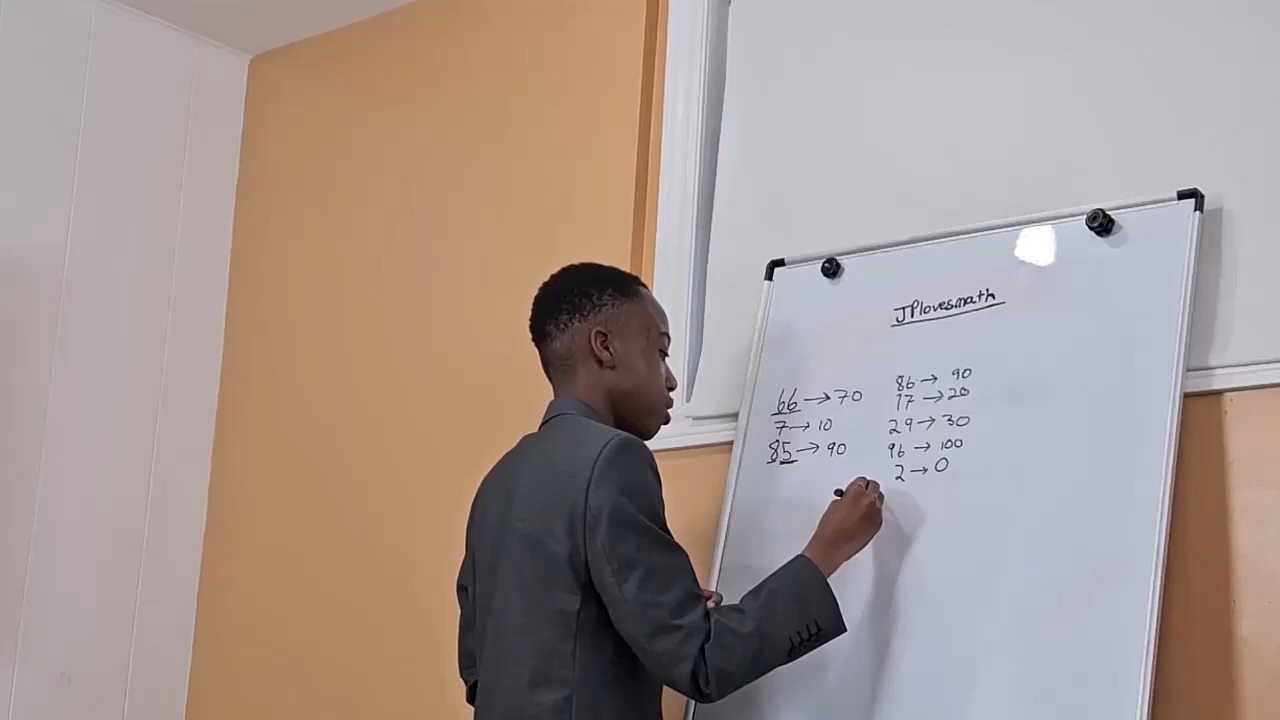 JPlovesmath
66 → 70
7 → 10
85 → 90
86 → 90
17 → 20
29 → 30
96 → 100
2 → 0